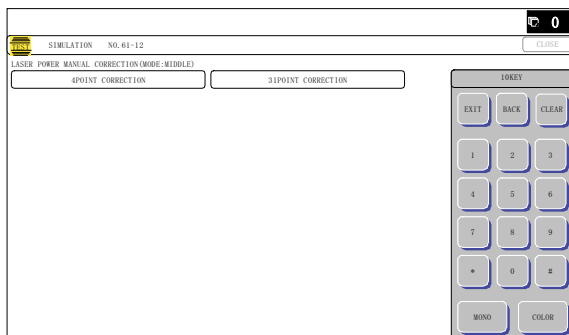 0
TEST SIMULATION NO.61-12 CLOSE
LASER POWER MANUAL CORRECTION(MODE:MIDDLE)
4POINT CORRECTION 31POINT CORRECTION
10KEY
EXIT BACK CLEAR
1 2 3
4 5 6
7 8 9
* 0 #
MONO COLOR